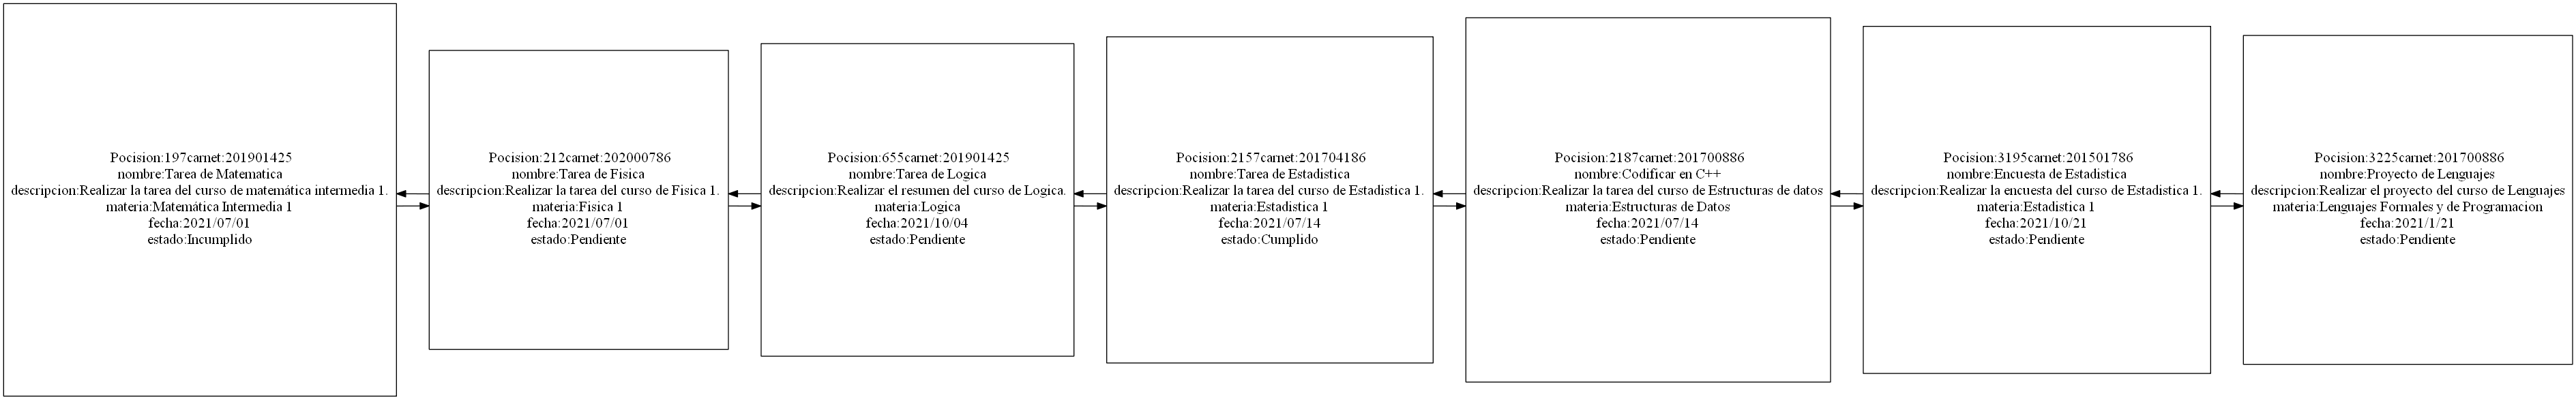 Pocision:197carnet:201901425
nombre:Tarea de Matematica
descripcion:Realizar la tarea del curso de matemática intermedia 1.
materia:Matemática Intermedia 1
fecha:2021/07/01
estado:Incumplido
Pocision:212carnet:202000786
nombre:Tarea de Fisica
descripcion:Realizar la tarea del curso de Fisica 1.
materia:Fisica 1
fecha:2021/07/01
estado:Pendiente
Pocision:655carnet:201901425
nombre:Tarea de Logica
descripcion:Realizar el resumen del curso de Logica.
materia:Logica
fecha:2021/10/04
estado:Pendiente
Pocision:2157carnet:201704186
nombre:Tarea de Estadistica
descripcion:Realizar la tarea del curso de Estadistica 1.
materia:Estadistica 1
fecha:2021/07/14
estado:Cumplido
Pocision:2187carnet:201700886
nombre:Codificar en C++
descripcion:Realizar la tarea del curso de Estructuras de datos
materia:Estructuras de Datos
fecha:2021/07/14
estado:Pendiente
Pocision:3195carnet:201501786
nombre:Encuesta de Estadistica
descripcion:Realizar la encuesta del curso de Estadistica 1.
materia:Estadistica 1
fecha:2021/10/21
estado:Pendiente
Pocision:3225carnet:201700886
nombre:Proyecto de Lenguajes
descripcion:Realizar el proyecto del curso de Lenguajes
materia:Lenguajes Formales y de Programacion
fecha:2021/1/21
estado:Pendiente